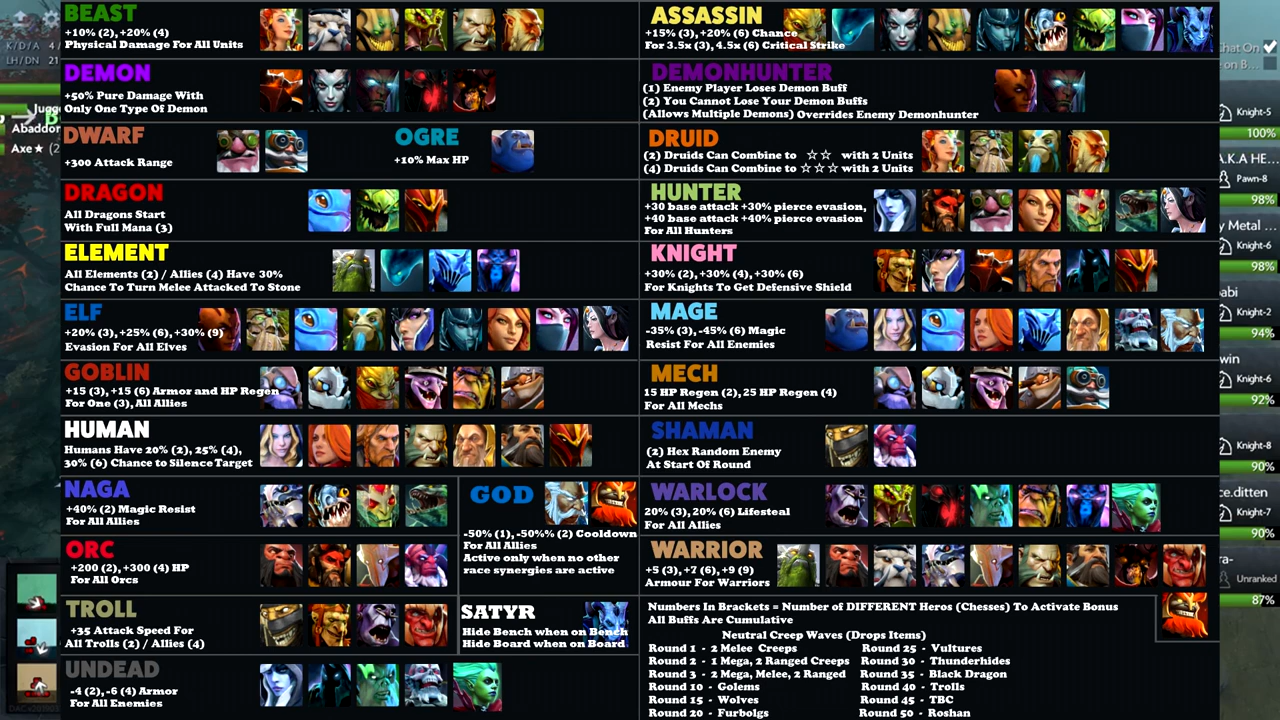 BEAST
+10% (2), +20% (4)
Physical Damage For All Units
DEMON
+50% Pure Damage With
Only One Type Of Demon
DWARF
+300 Attack Range
OGRE
+10% Max HP
DRAGON
All Dragons Start
With Full Mana (3)
ELEMENT
All Elements (2) / Allies (4) Have 30%
Chance To Turn Melee Attacked To Stone
ELF
+20% (3), +25% (6), +30% (9)
Evasion For All Elves
GOBLIN
+15 (3), +15 (6) Armor and HP Regen
For One (3), All Allies
HUMAN
Humans Have 20% (2), 25% (4),
30% (6) Chance to Silence Target
NAGA
+40% (2) Magic Resist
For All Allies
ORC
+200 (2), +300 (4) HP
For All Orcs
TROLL
+35 Attack Speed For
All Trolls (2) / Allies (4)
UNDEAD
-4 (2), -6 (4) Armor
For All Enemies
GOD
-50% (1), -50%% (2) Cooldown
For All Allies
Active only when no other
race synergies are active
SATYR
Hide Bench when on Bench
Hide Board when on Board
ASSASSIN
+15% (3), +20% (6) Chance
For 3.5x (3), 4.5x (6) Critical Strike
DEMONHUNTER
(1) Enemy Player Loses Demon Buff
(2) You Cannot Lose Your Demon Buffs
(Allows Multiple Demons) Overrides Enemy Demonhunter
DRUID
(2) Druids Can Combine to ☆☆ with 2 Units
(4) Druids Can Combine to ☆☆☆ with 2 Units
HUNTER
+30 base attack +30% pierce evasion,
+40 base attack +40% pierce evasion
For All Hunters
KNIGHT
+30% (2), +30% (4), +30% (6)
For Knights To Get Defensive Shield
MAGE
-35% (3), -45% (6) Magic
Resist For All Enemies
MECH
15 HP Regen (2), 25 HP Regen (4)
For All Mechs
SHAMAN
(2) Hex Random Enemy
At Start Of Round
WARLOCK
20% (3), 20% (6) Lifesteal
For All Allies
WARRIOR
+5 (3), +7 (6), +9 (9)
Armour For Warriors
Numbers In Brackets = Number of DIFFERENT Heros (Chesses) To Activate Bonus
All Buffs Are Cumulative
Neutral Creep Waves (Drops Items)
Round 1 - 2 Melee Creeps
Round 2 - 1 Mega, 2 Ranged Creeps
Round 3 - 2 Mega, Melee, 2 Ranged
Round 10 - Golems
Round 15 - Wolves
Round 20 - Furbolgs
Round 25 - Vultures
Round 30 - Thunderhides
Round 35 - Black Dragon
Round 40 - Trolls
Round 45 - TBC
Round 50 - Roshan
K/D/A 4
LH/DN 21
Jugg
Abaddon
Axe★ (2
Chat On
e on B...
Knight-5
100%
A.K.A HE...
Pawn-8
98%
y Metal ...
Knight-6
98%
abi
Knight-2
94%
win
Knight-6
92%
Knight-8
90%
ce.ditten
Knight-7
90%
ra-
Unranked
87%